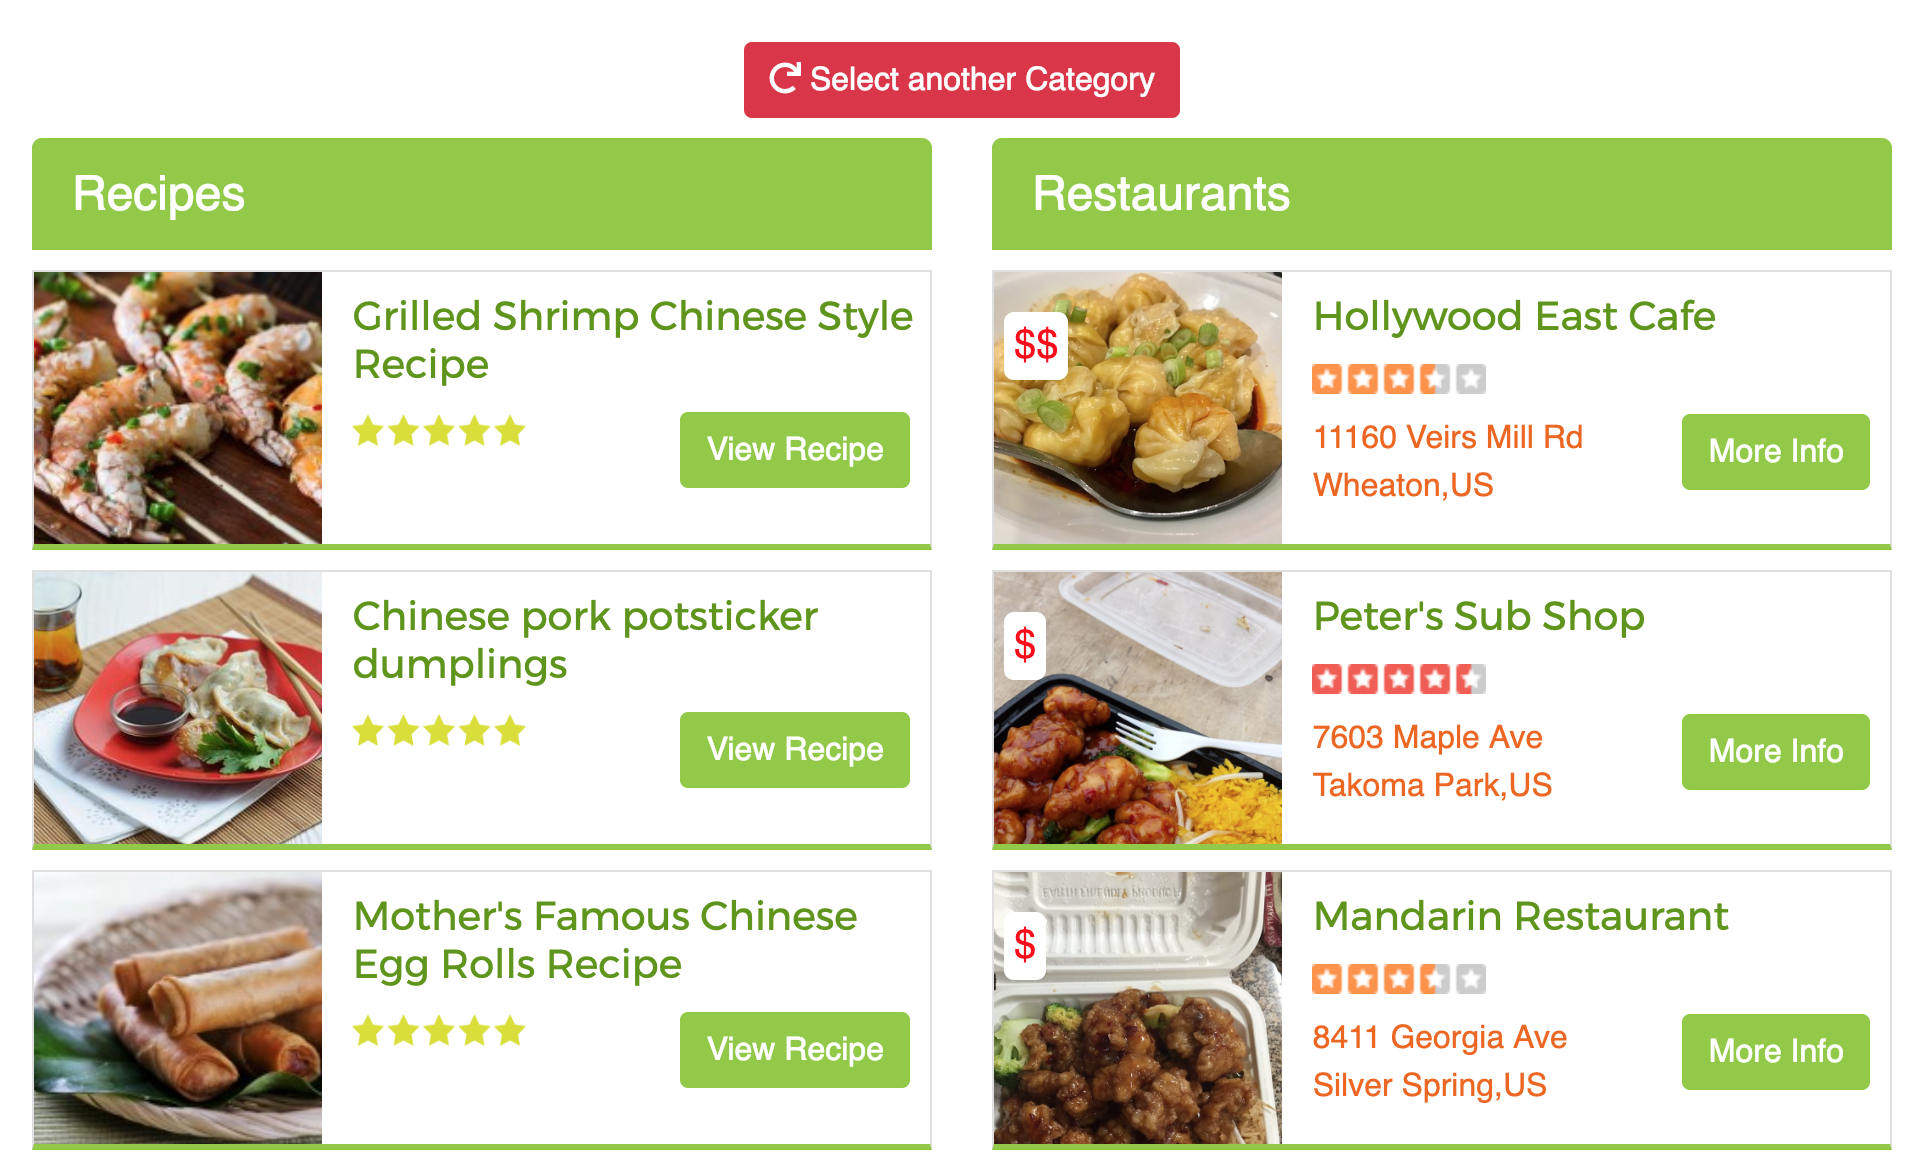 Select another Category
Recipes
Grilled Shrimp Chinese Style
Recipe
View Recipe
Chinese pork potsticker
dumplings
View Recipe
Mother's Famous Chinese
Egg Rolls Recipe
View Recipe
Restaurants
$$
Hollywood East Cafe
11160 Veirs Mill Rd
Wheaton,US
More Info
$
Peter's Sub Shop
7603 Maple Ave
Takoma Park,US
More Info
$
EARTH FRIENDLY PRODUCT
Mandarin Restaurant
8411 Georgia Ave
Silver Spring,US
More Info